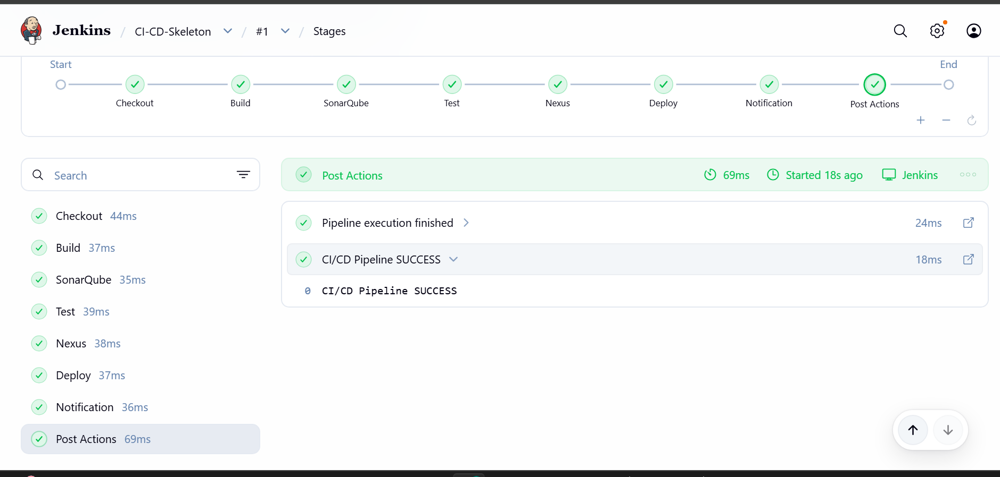 Jenkins / CI-CD-Skeleton / #1 / Stages
Start
End
Checkout
Build
SonarQube
Test
Nexus
Deploy
Notification
Post Actions
Search
Checkout 44ms
Build 37ms
SonarQube 35ms
Test 39ms
Nexus 38ms
Deploy 37ms
Notification 36ms
Post Actions 69ms
Post Actions 69ms Started 18s ago Jenkins
Pipeline execution finished 24ms
CI/CD Pipeline SUCCESS 18ms
0 CI/CD Pipeline SUCCESS